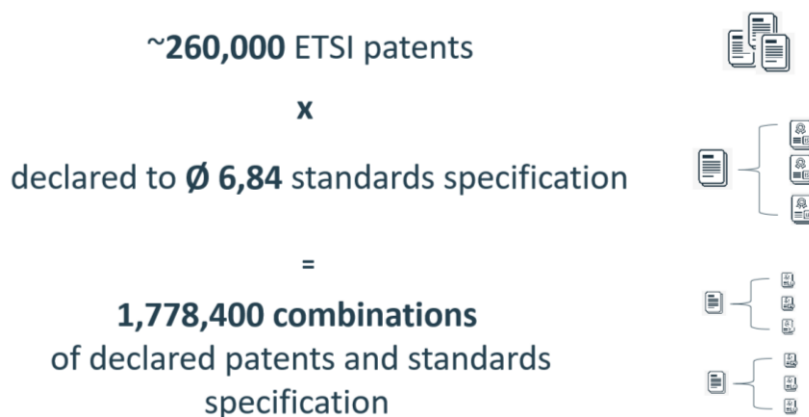 ~260,000 ETSI patents
x
declared to Ø 6,84 standards specification
=
1,778,400 combinations
of declared patents and standards
specification